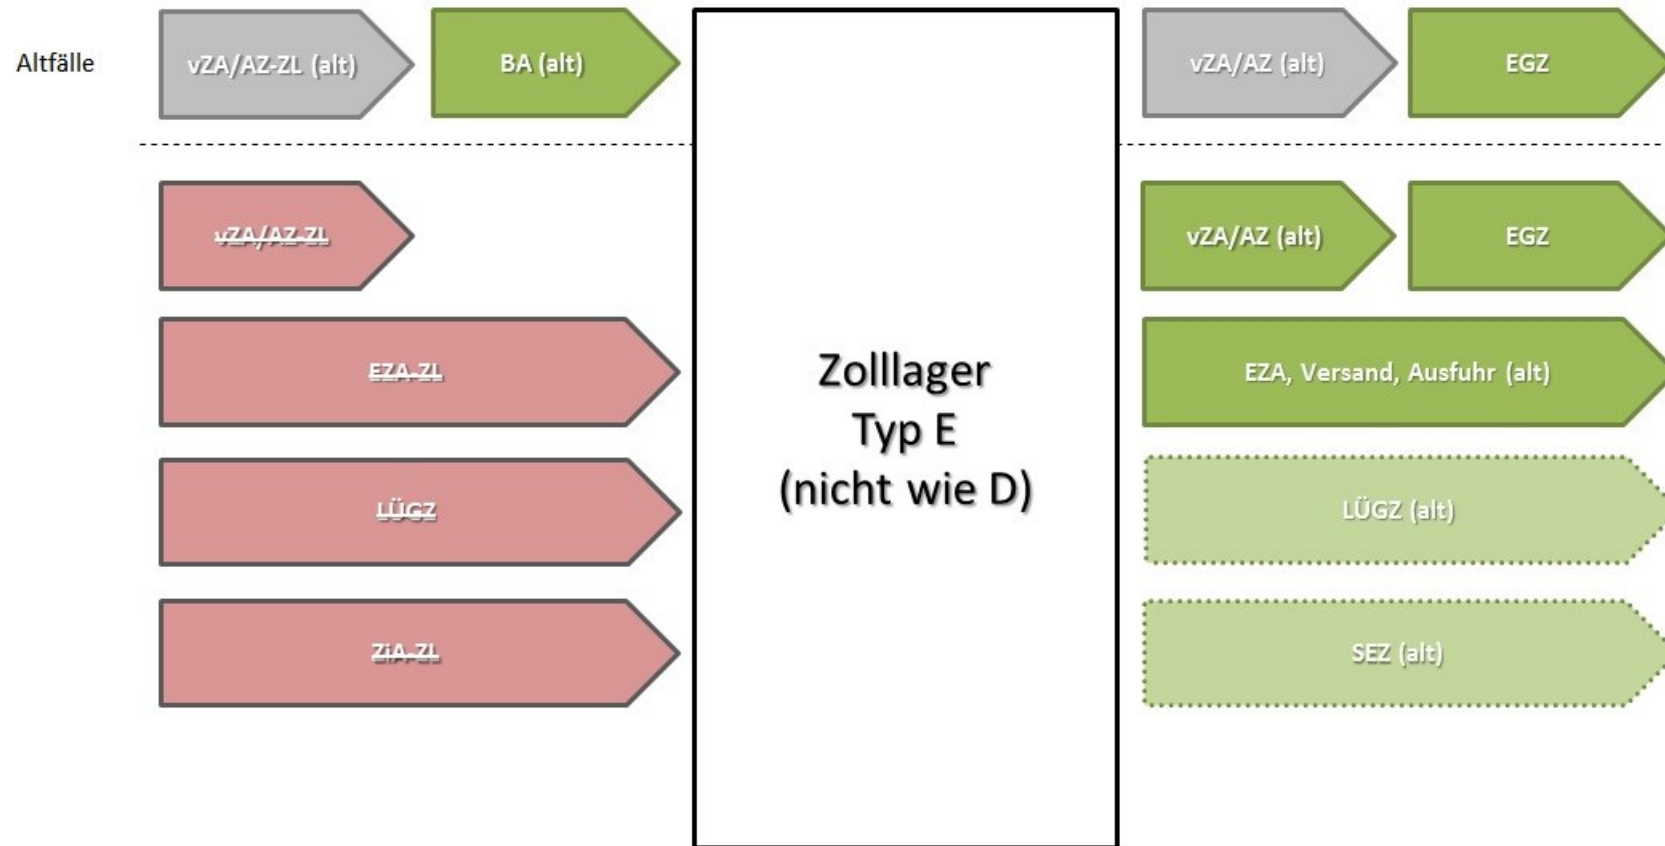 Altfälle
vZA/AZ-ZL (alt)
BA (alt)
vZA/AZ (alt)
EGZ
vZA/AZ-ZL
vZA/AZ (alt)
EGZ
EZA-ZL
EZA, Versand, Ausfuhr (alt)
Zolllager
Typ E
(nicht wie D)
LÜGZ
LÜGZ (alt)
ZiA-ZL
SEZ (alt)